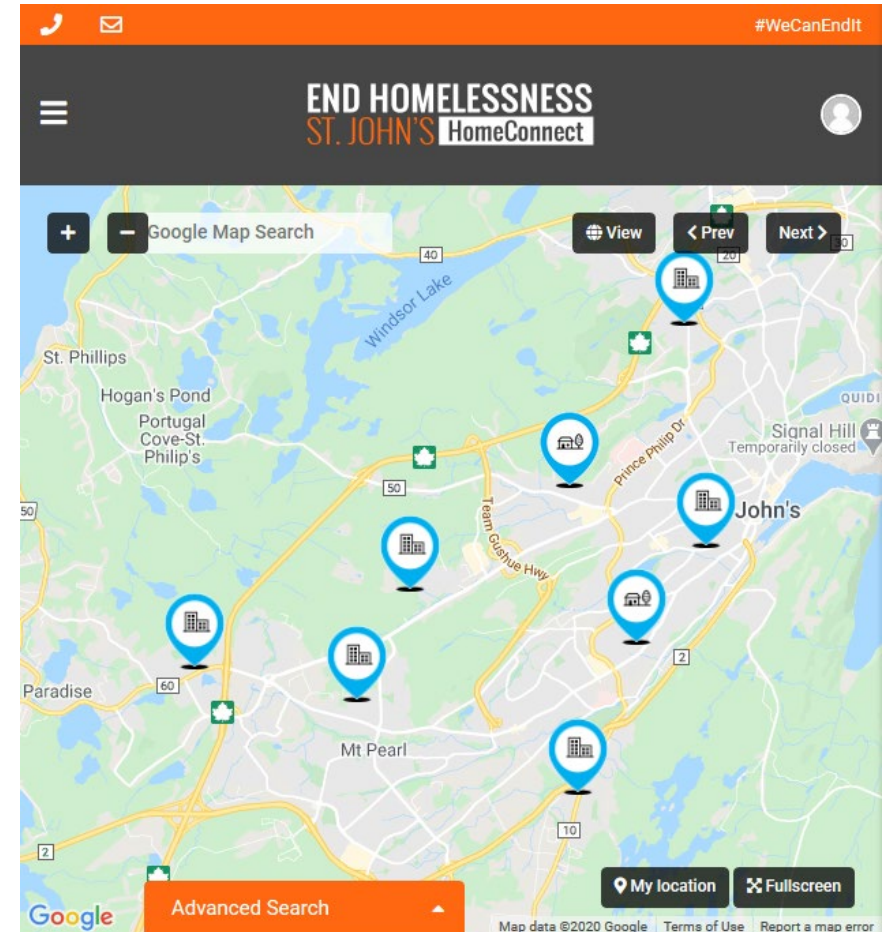 #WeCanEndIt
END HOMELESSNESS
ST. JOHN'S HomeConnect
+
−
Google Map Search
View
< Prev
Next >
40
20
30
Windsor Lake
St. Phillips
Hogan's Pond
QUIDI
Portugal
Cove-St.
Philip's
Prince Philip Dr
Signal Hill
Temporarily closed
50
50
Team Gushue Hwy
John's
2
Paradise
60
Mt Pearl
10
2
My location
Fullscreen
Google
Advanced Search
Map data ©2020 Google
Terms of Use
Report a map error